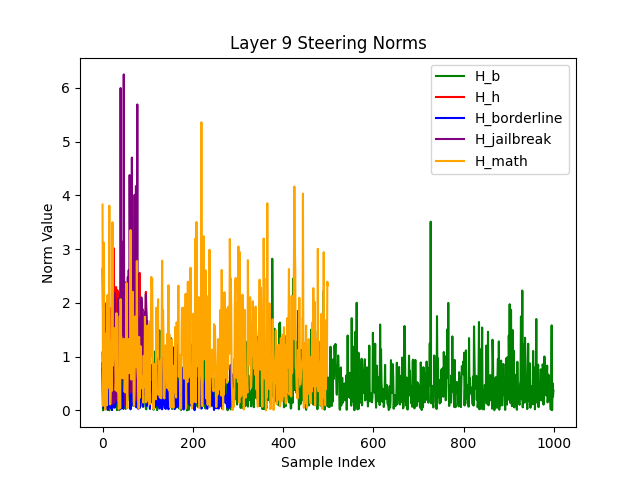 Layer 9 Steering Norms
H_b
H_h
H_borderline
H_jailbreak
H_math
Norm Value
6
5
4
3
2
1
0
0 200 400 600 800 1000
Sample Index